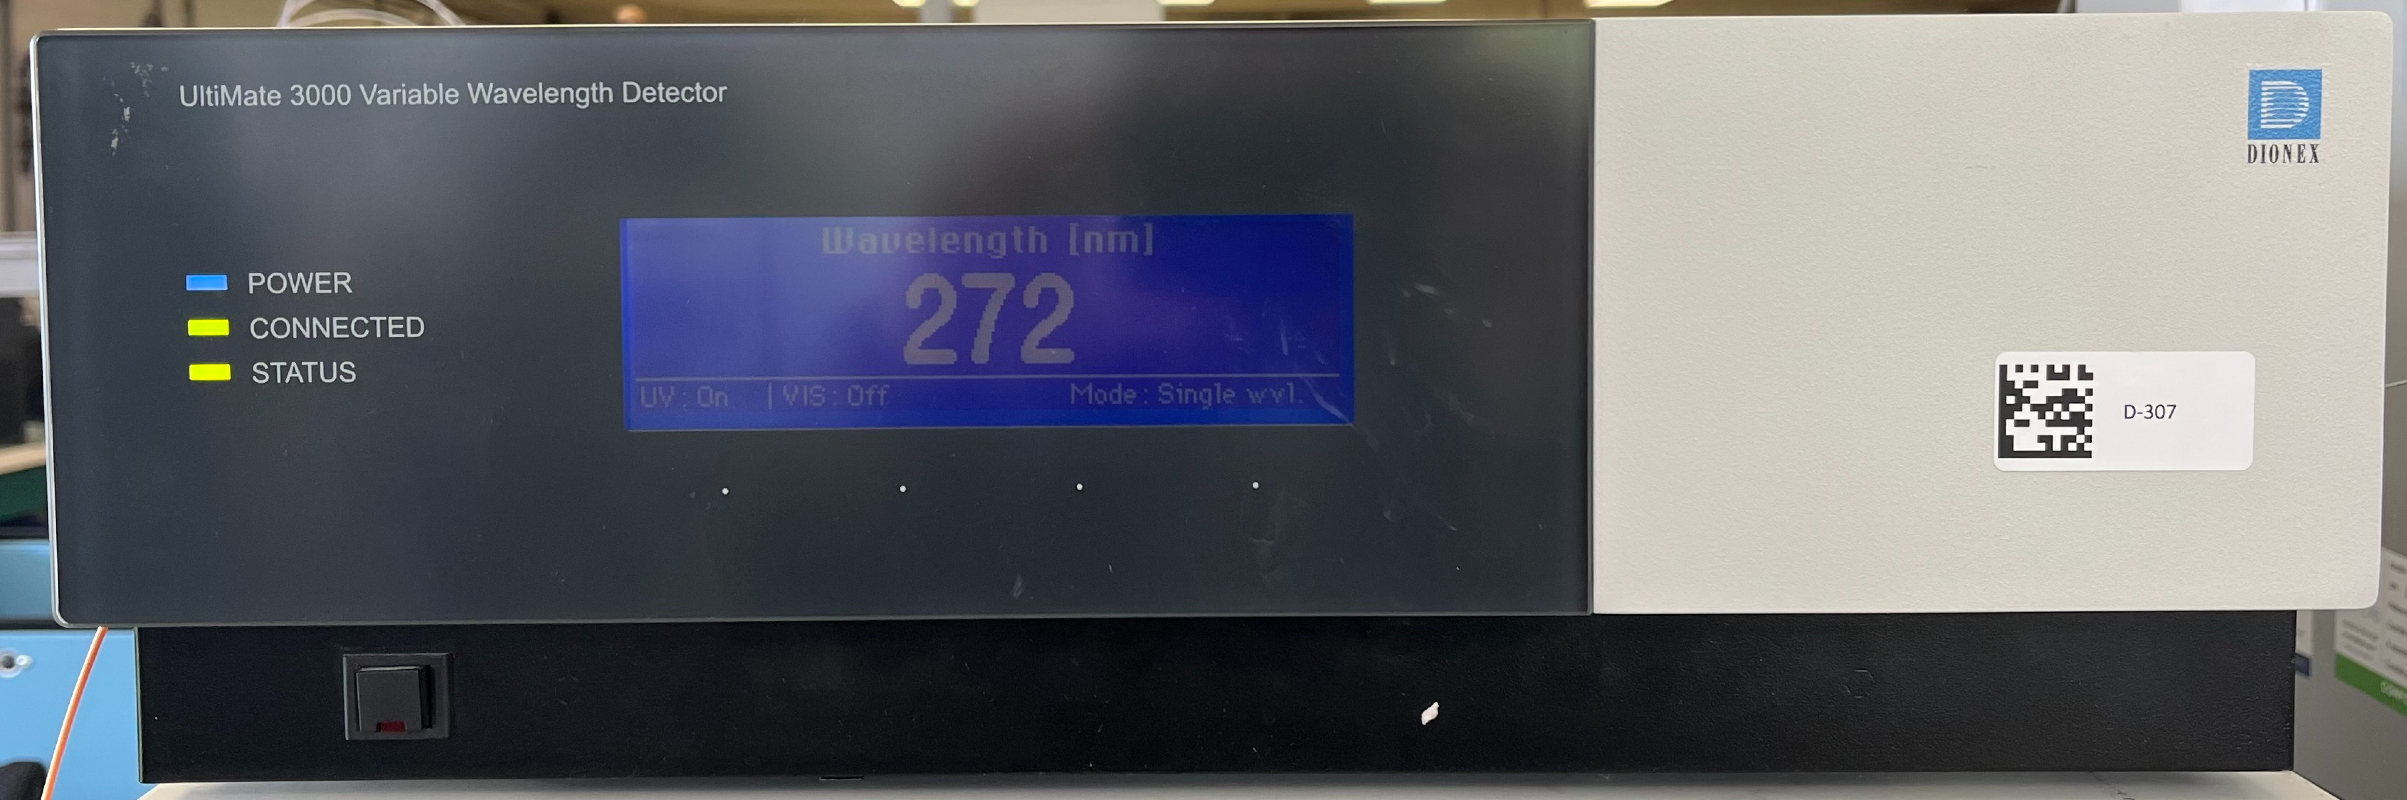 UltiMate 3000 Variable Wavelength Detector
DIONEX
POWER
CONNECTED
STATUS
Wavelength [nm]
272
UV : On | VIS : Off Mode : Single wvl.
D-307